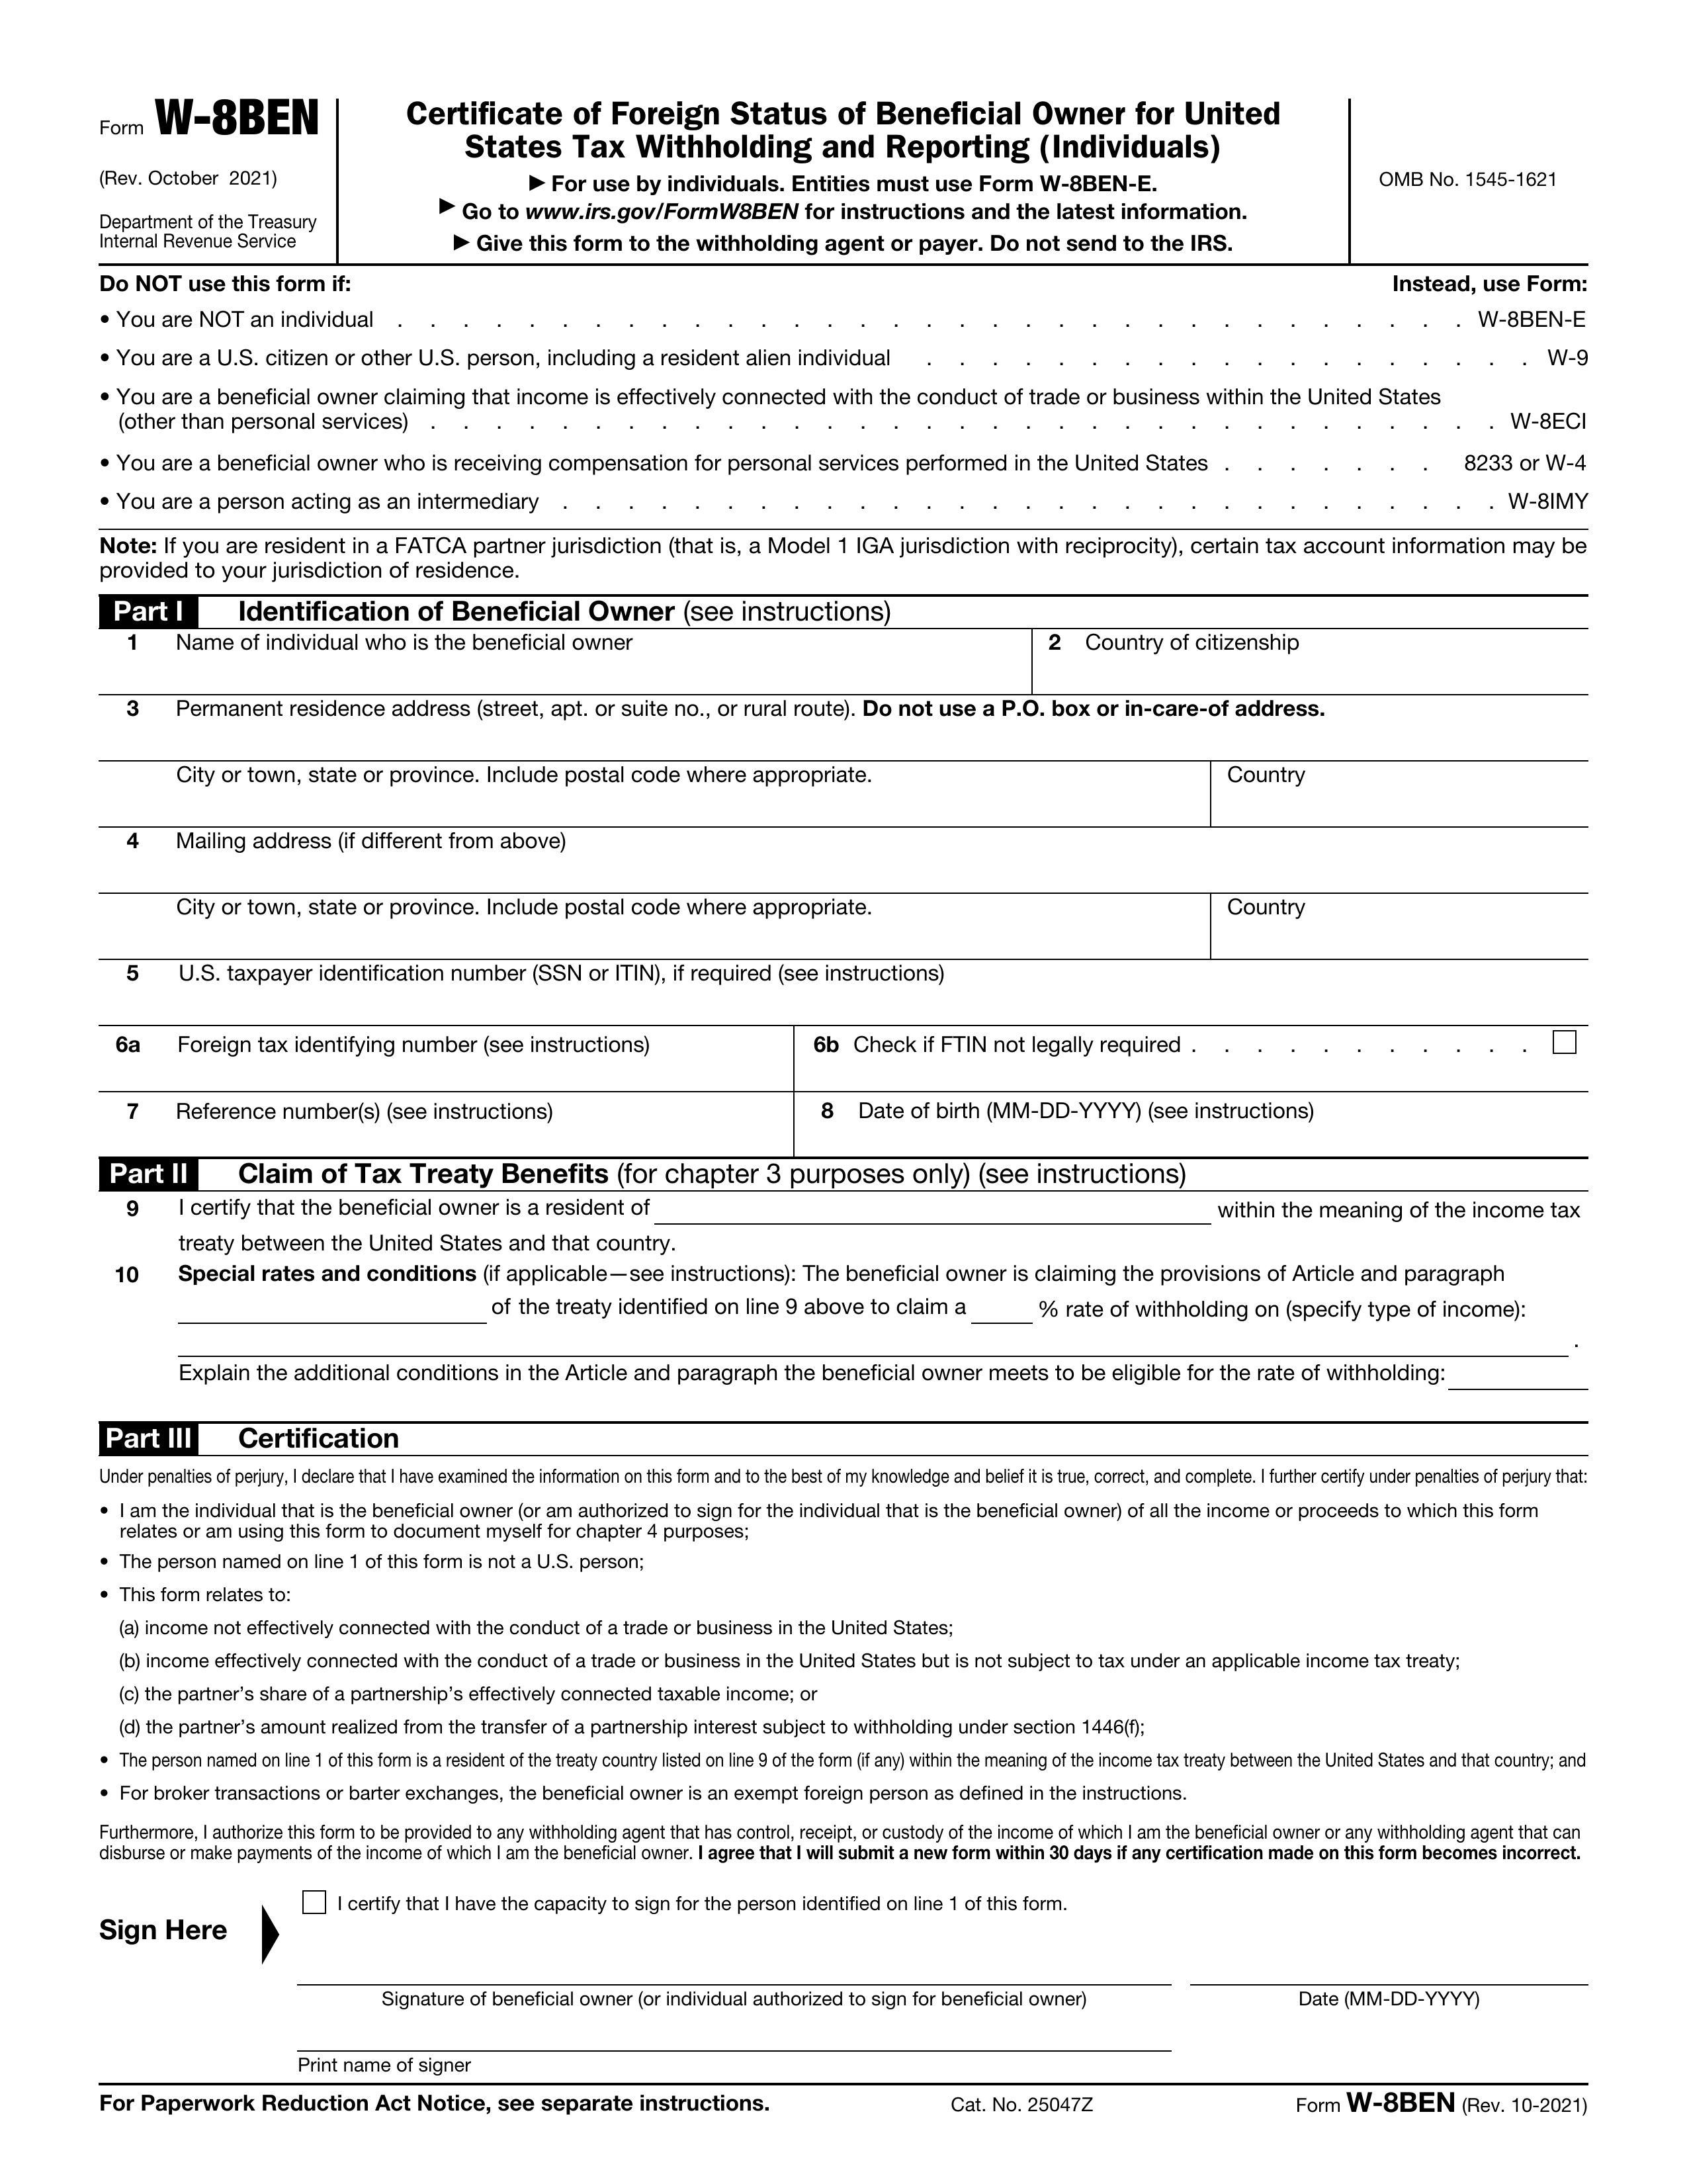 Form W-8BEN
(Rev. October 2021)
Department of the Treasury
Internal Revenue Service
Certificate of Foreign Status of Beneficial Owner for United
States Tax Withholding and Reporting (Individuals)
▶ For use by individuals. Entities must use Form W-8BEN-E.
▶ Go to www.irs.gov/FormW8BEN for instructions and the latest information.
▶ Give this form to the withholding agent or payer. Do not send to the IRS.
OMB No. 1545-1621
Do NOT use this form if: Instead, use Form:
• You are NOT an individual . . . . . . . . . . . . . . . . . . . . . . . . . . . . . . . . . W-8BEN-E
• You are a U.S. citizen or other U.S. person, including a resident alien individual . . . . . . . . . . . . . . . . . . . W-9
• You are a beneficial owner claiming that income is effectively connected with the conduct of trade or business within the United States
(other than personal services) . . . . . . . . . . . . . . . . . . . . . . . . . . . . . . . . . W-8ECI
• You are a beneficial owner who is receiving compensation for personal services performed in the United States . . . . . . . 8233 or W-4
• You are a person acting as an intermediary . . . . . . . . . . . . . . . . . . . . . . . . . . . . . W-8IMY
Note: If you are resident in a FATCA partner jurisdiction (that is, a Model 1 IGA jurisdiction with reciprocity), certain tax account information may be
provided to your jurisdiction of residence.
Part I Identification of Beneficial Owner (see instructions)
1 Name of individual who is the beneficial owner
2 Country of citizenship
3 Permanent residence address (street, apt. or suite no., or rural route). Do not use a P.O. box or in-care-of address.
City or town, state or province. Include postal code where appropriate.
Country
4 Mailing address (if different from above)
City or town, state or province. Include postal code where appropriate.
Country
5 U.S. taxpayer identification number (SSN or ITIN), if required (see instructions)
6a Foreign tax identifying number (see instructions)
6b Check if FTIN not legally required . . . . . . . . . . .
7 Reference number(s) (see instructions)
8 Date of birth (MM-DD-YYYY) (see instructions)
Part II Claim of Tax Treaty Benefits (for chapter 3 purposes only) (see instructions)
9 I certify that the beneficial owner is a resident of within the meaning of the income tax
treaty between the United States and that country.
10 Special rates and conditions (if applicable—see instructions): The beneficial owner is claiming the provisions of Article and paragraph
of the treaty identified on line 9 above to claim a % rate of withholding on (specify type of income):
.
Explain the additional conditions in the Article and paragraph the beneficial owner meets to be eligible for the rate of withholding:
Part III Certification
Under penalties of perjury, I declare that I have examined the information on this form and to the best of my knowledge and belief it is true, correct, and complete. I further certify under penalties of perjury that:
• I am the individual that is the beneficial owner (or am authorized to sign for the individual that is the beneficial owner) of all the income or proceeds to which this form
relates or am using this form to document myself for chapter 4 purposes;
• The person named on line 1 of this form is not a U.S. person;
• This form relates to:
(a) income not effectively connected with the conduct of a trade or business in the United States;
(b) income effectively connected with the conduct of a trade or business in the United States but is not subject to tax under an applicable income tax treaty;
(c) the partner’s share of a partnership’s effectively connected taxable income; or
(d) the partner’s amount realized from the transfer of a partnership interest subject to withholding under section 1446(f);
• The person named on line 1 of this form is a resident of the treaty country listed on line 9 of the form (if any) within the meaning of the income tax treaty between the United States and that country; and
• For broker transactions or barter exchanges, the beneficial owner is an exempt foreign person as defined in the instructions.
Furthermore, I authorize this form to be provided to any withholding agent that has control, receipt, or custody of the income of which I am the beneficial owner or any withholding agent that can
disburse or make payments of the income of which I am the beneficial owner. I agree that I will submit a new form within 30 days if any certification made on this form becomes incorrect.
Sign Here
I certify that I have the capacity to sign for the person identified on line 1 of this form.
Signature of beneficial owner (or individual authorized to sign for beneficial owner)
Date (MM-DD-YYYY)
Print name of signer
For Paperwork Reduction Act Notice, see separate instructions. Cat. No. 25047Z Form W-8BEN (Rev. 10-2021)